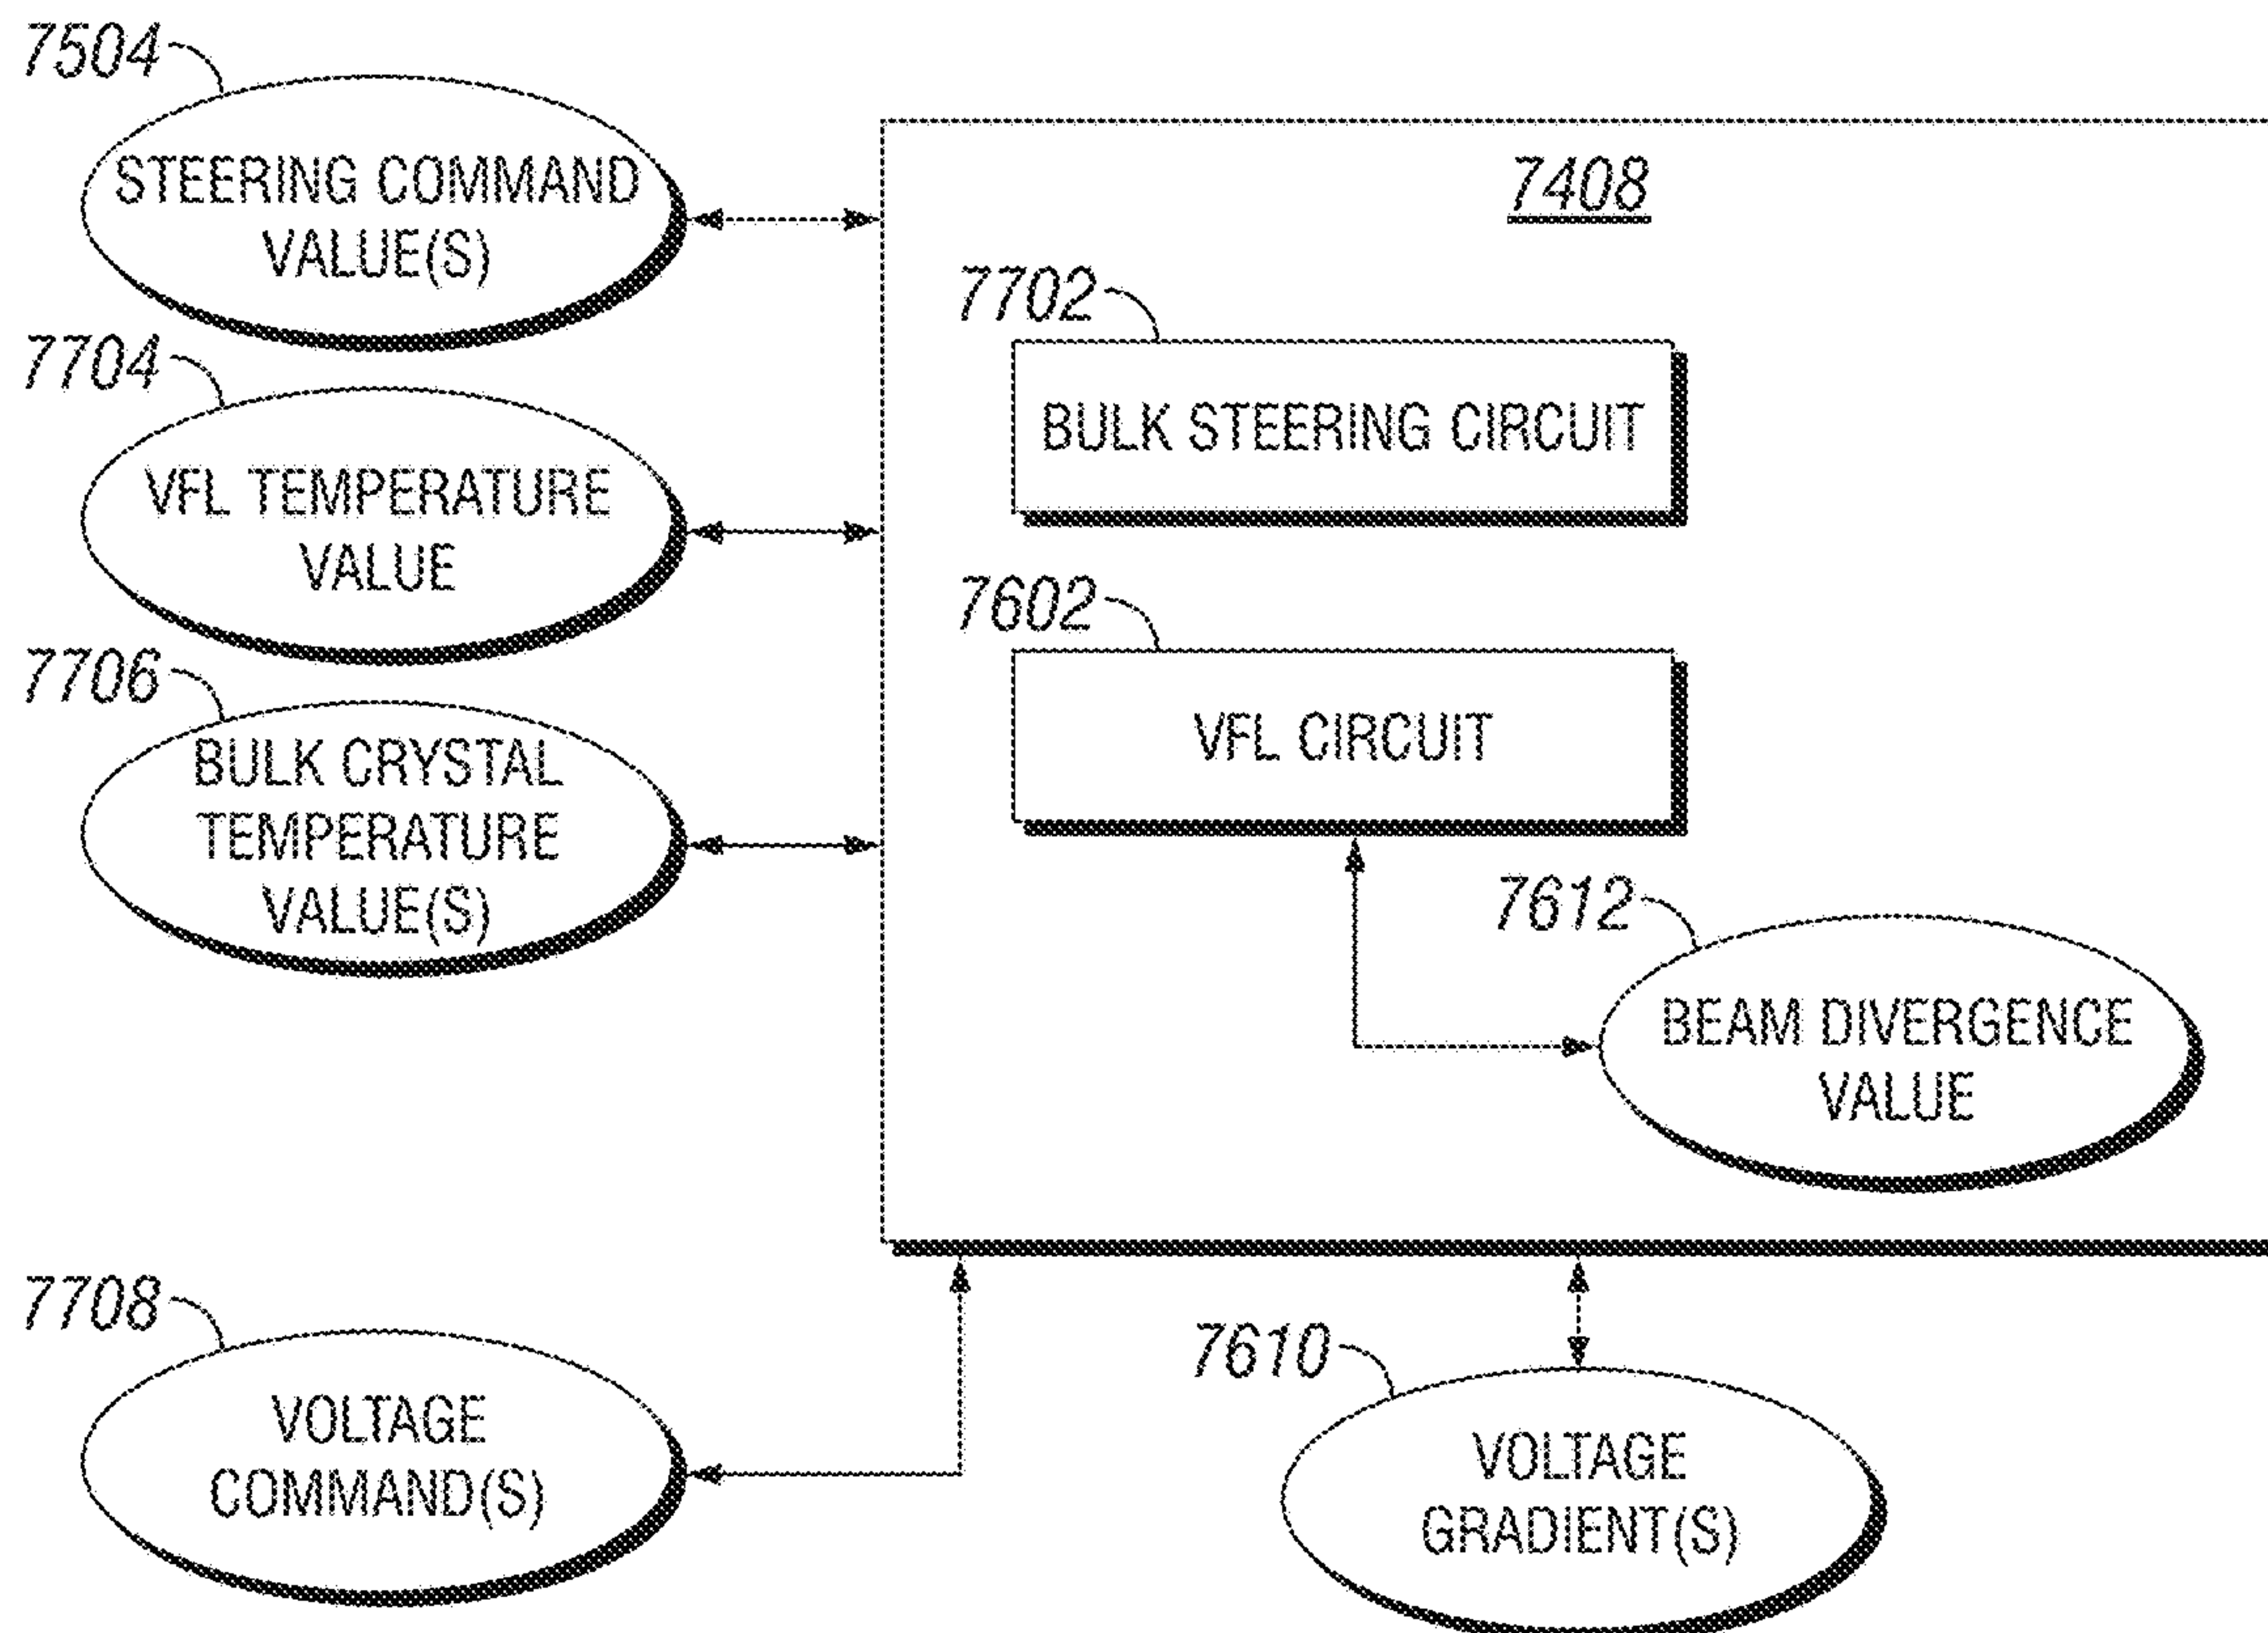 7504
STEERING COMMAND
VALUE(S)
7408
7702
BULK STEERING CIRCUIT
7704
VFL TEMPERATURE
VALUE
7602
VFL CIRCUIT
7706
BULK CRYSTAL
TEMPERATURE
VALUE(S)
7612
BEAM DIVERGENCE
VALUE
7708
VOLTAGE
COMMAND(S)
7610
VOLTAGE
GRADIENT(S)